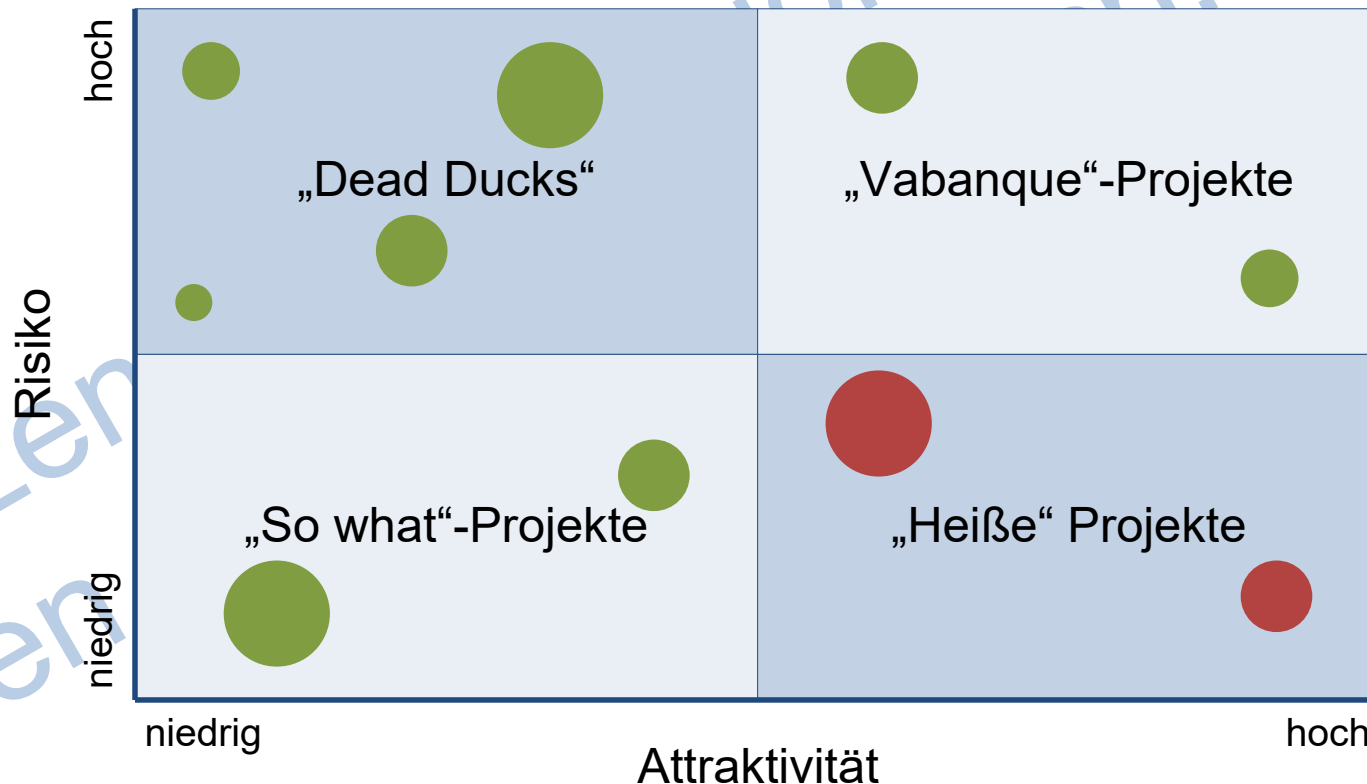 hoch
„Dead Ducks“
„Vabanque“-Projekte
Risiko
„So what“-Projekte
„Heiße“ Projekte
niedrig
niedrig
hoch
Attraktivität